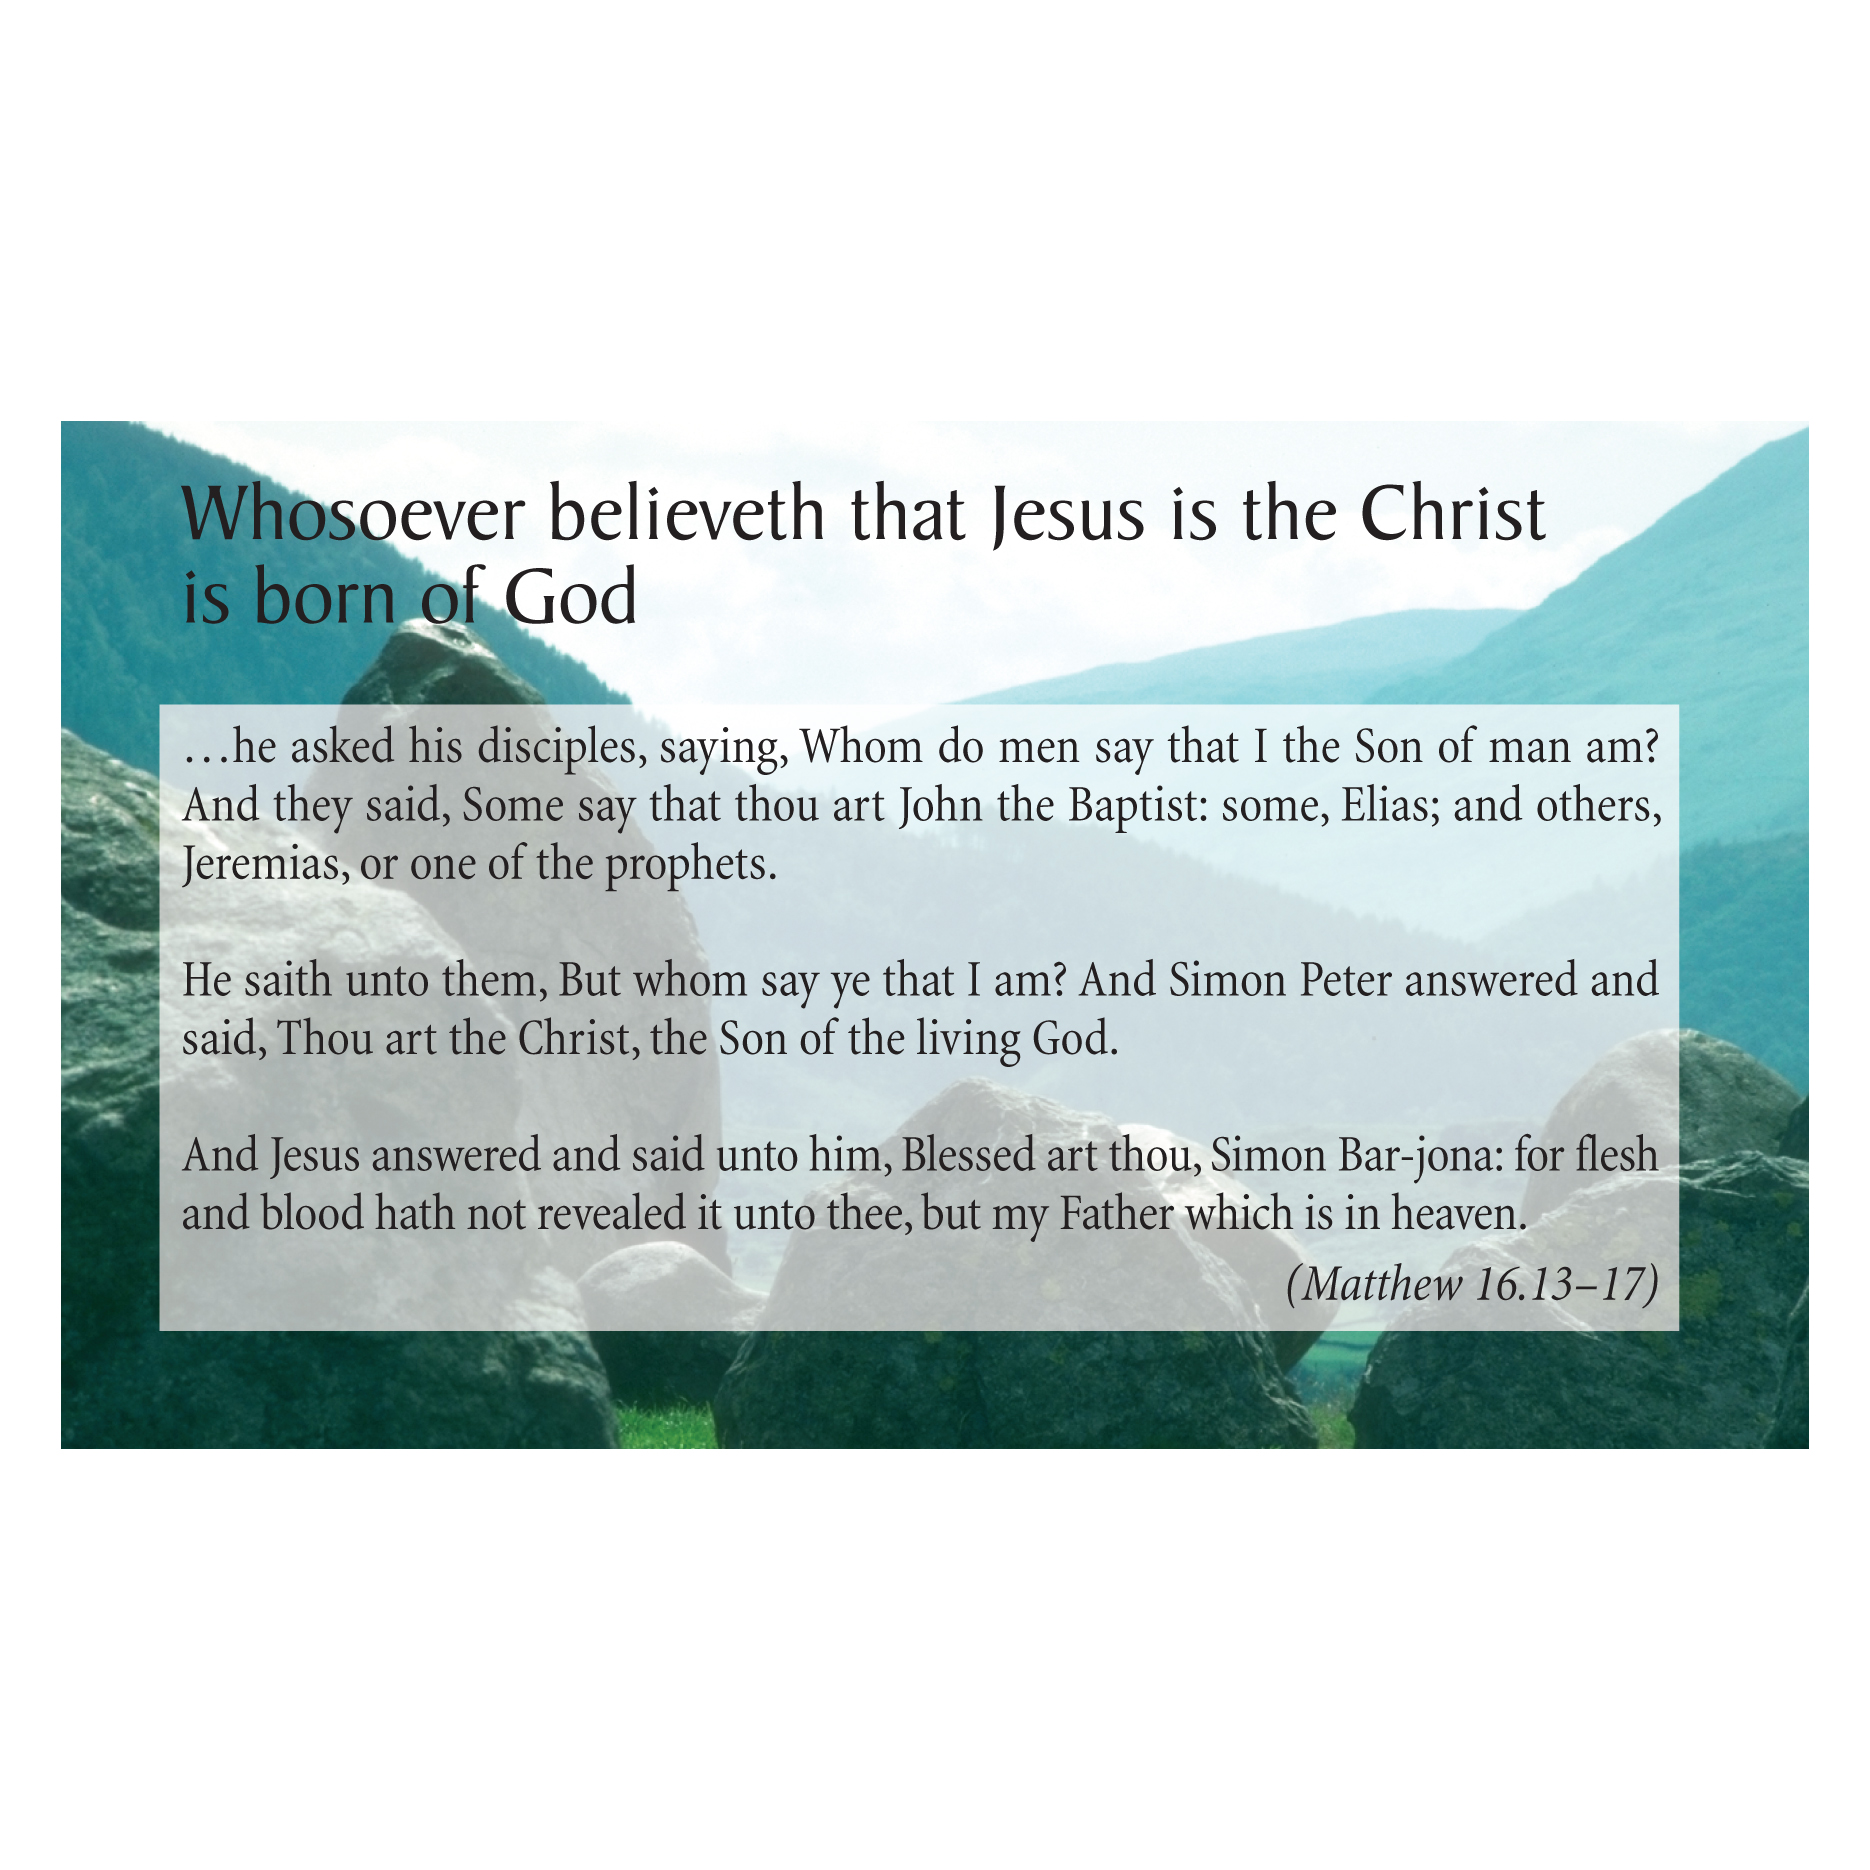 Whosoever believeth that Jesus is the Christ
is born of God
…he asked his disciples, saying, Whom do men say that I the Son of man am?
And they said, Some say that thou art John the Baptist: some, Elias; and others,
Jeremias, or one of the prophets.
He saith unto them, But whom say ye that I am? And Simon Peter answered and
said, Thou art the Christ, the Son of the living God.
And Jesus answered and said unto him, Blessed art thou, Simon Bar-jona: for flesh
and blood hath not revealed it unto thee, but my Father which is in heaven.
(Matthew 16.13–17)